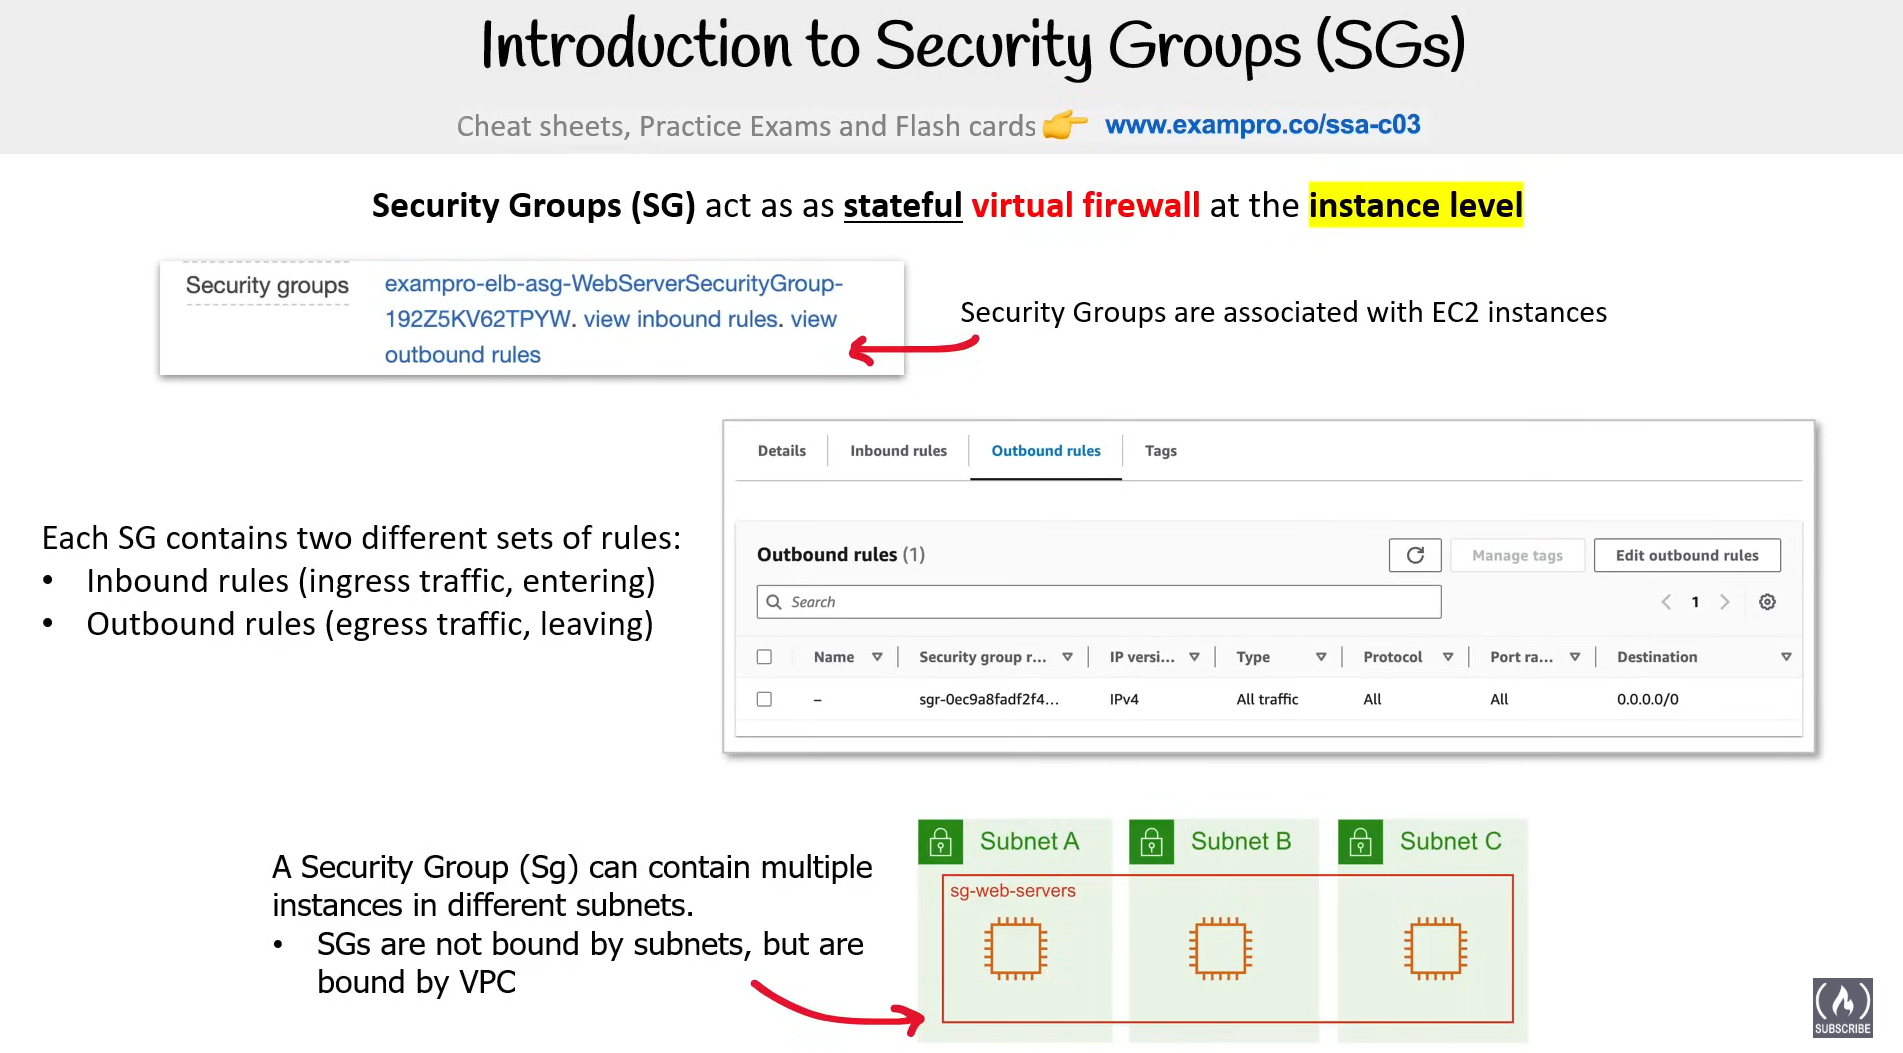 Introduction to Security Groups (SGs)
Cheat sheets, Practice Exams and Flash cards www.exampro.co/ssa-c03
Security Groups (SG) act as as stateful virtual firewall at the instance level
Security groups
exampro-elb-asg-WebServerSecurityGroup-
192Z5KV62TPYW. view inbound rules. view
outbound rules
Security Groups are associated with EC2 instances
Each SG contains two different sets of rules:
• Inbound rules (ingress traffic, entering)
• Outbound rules (egress traffic, leaving)
Details Inbound rules Outbound rules Tags
Outbound rules (1) Manage tags Edit outbound rules
Search 1
Name Security group r... IP versi... Type Protocol Port ra... Destination
– sgr-0ec9a8fadf2f4... IPv4 All traffic All All 0.0.0.0/0
A Security Group (Sg) can contain multiple
instances in different subnets.
• SGs are not bound by subnets, but are
bound by VPC
Subnet A Subnet B Subnet C
sg-web-servers
SUBSCRIBE